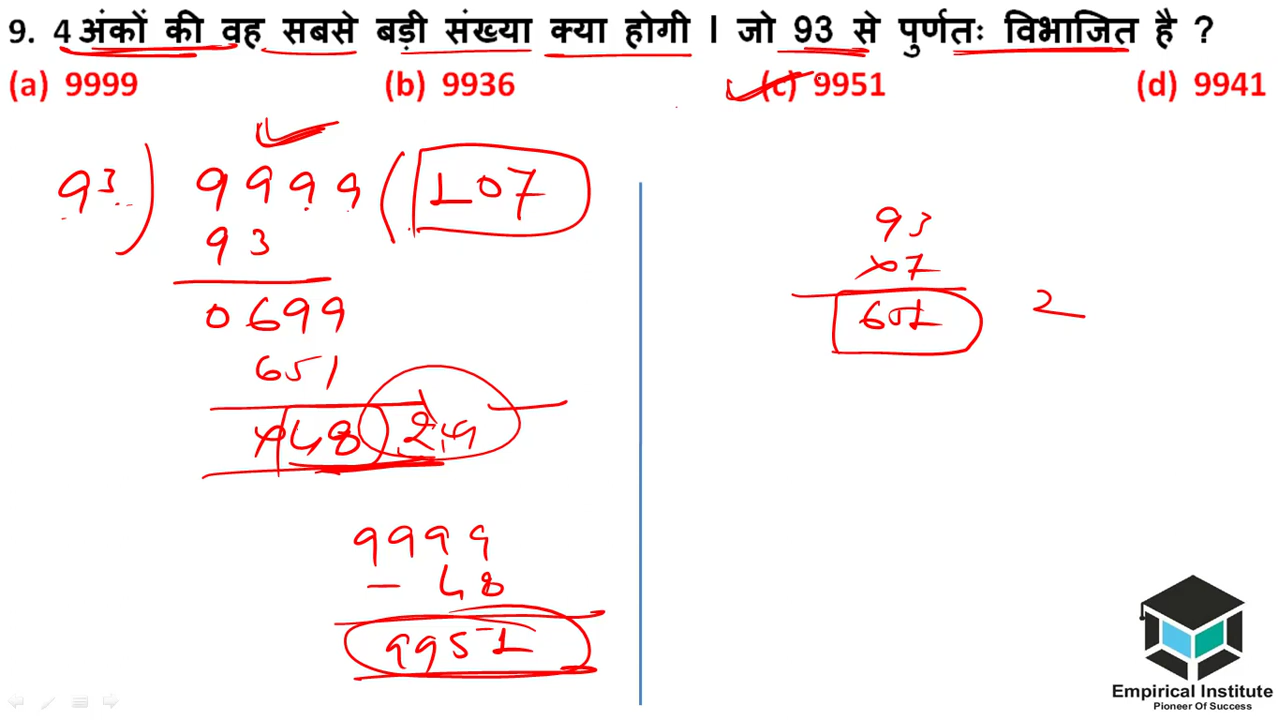 9. 4 अंकों की वह सबसे बड़ी संख्या क्या होगी I जो 93 से पुर्णतः विभाजित है ?
(a) 9999 (b) 9936 (c) 9951 (d) 9941
93 ) 9999 ( 107
93
0699
651
48
9999
- 48
9951
93
07
651
2
Empirical Institute
Pioneer Of Success